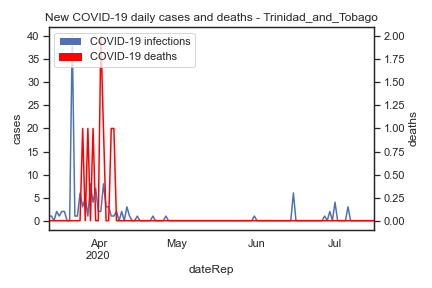 New COVID-19 daily cases and deaths - Trinidad_and_Tobago
COVID-19 infections
COVID-19 deaths
40
35
30
25
20
15
10
5
0
cases
2.00
1.75
1.50
1.25
1.00
0.75
0.50
0.25
0.00
deaths
Apr
2020
May
Jun
Jul
dateRep